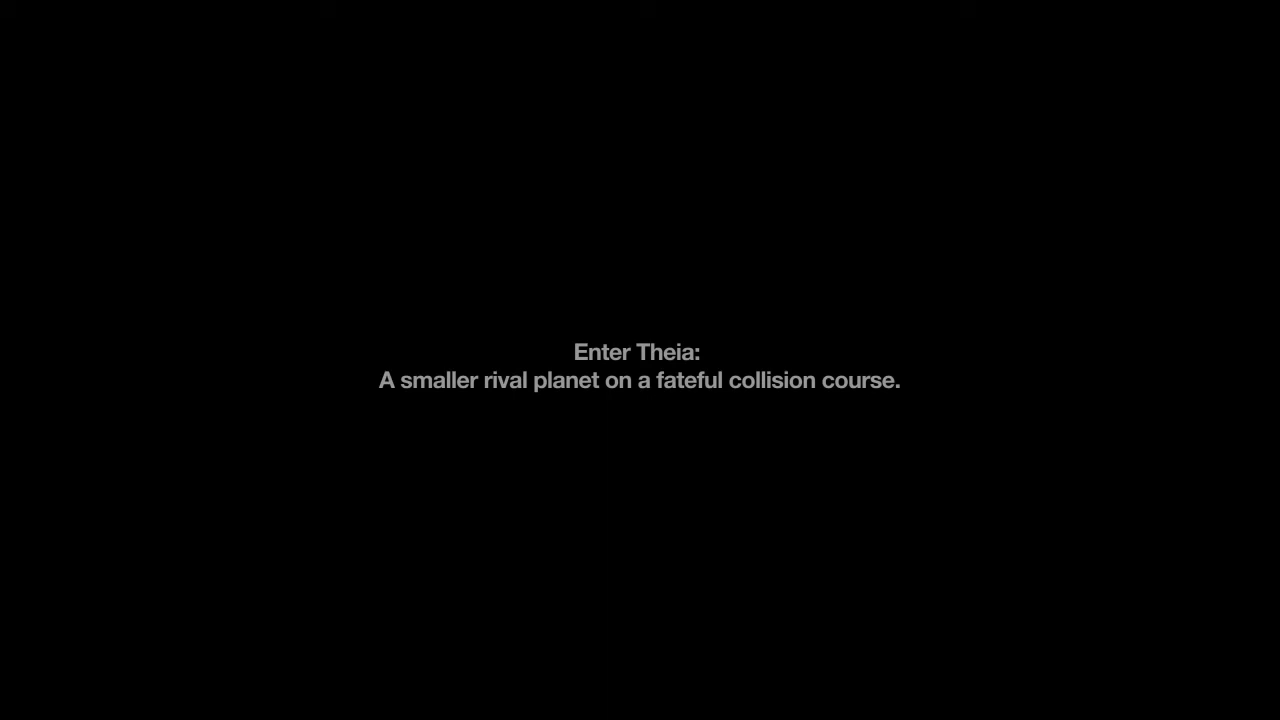 Enter Theia:
A smaller rival planet on a fateful collision course.